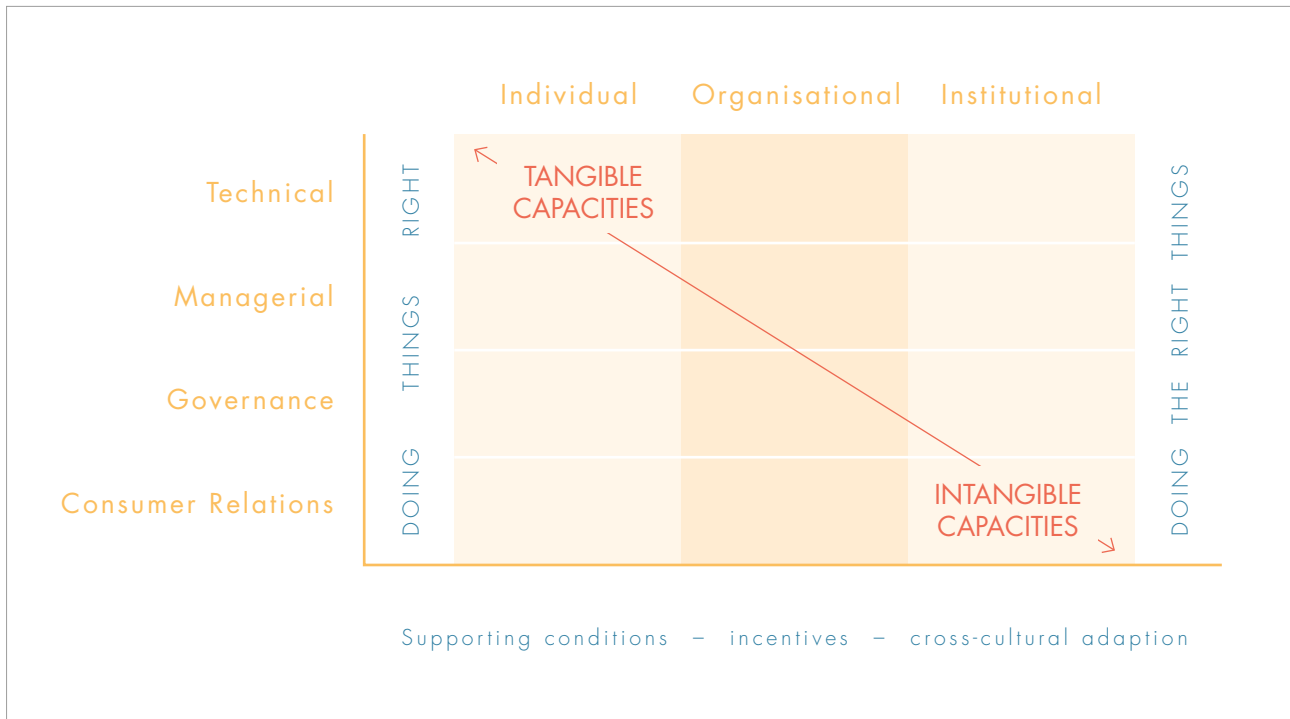 Individual Organisational Institutional
Technical
Managerial
Governance
Consumer Relations
DOING THINGS RIGHT
TANGIBLE
CAPACITIES
INTANGIBLE
CAPACITIES
DOING THE RIGHT THINGS
Supporting conditions – incentives – cross-cultural adaption